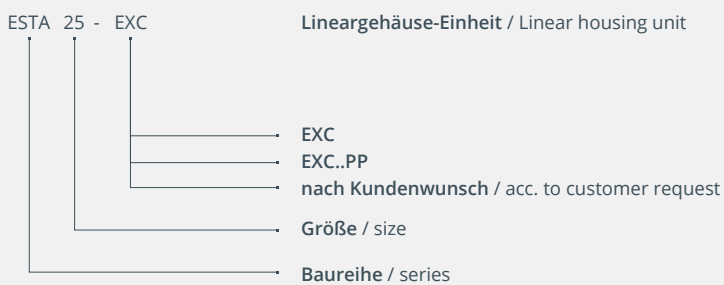 ESTA 25 - EXC Lineargehäuse-Einheit / Linear housing unit
EXC
EXC..PP
nach Kundenwunsch / acc. to customer request
Größe / size
Baureihe / series